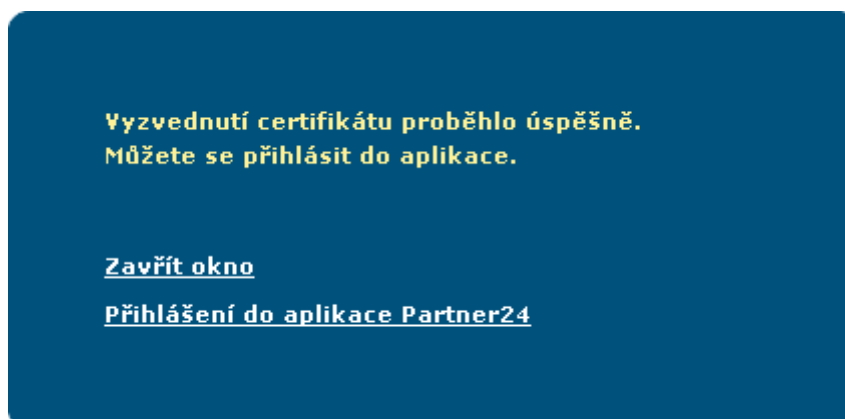 Vyzvednutí certifikátu proběhlo úspěšně.
Můžete se přihlásit do aplikace.
Zavřít okno
Přihlášení do aplikace Partner24